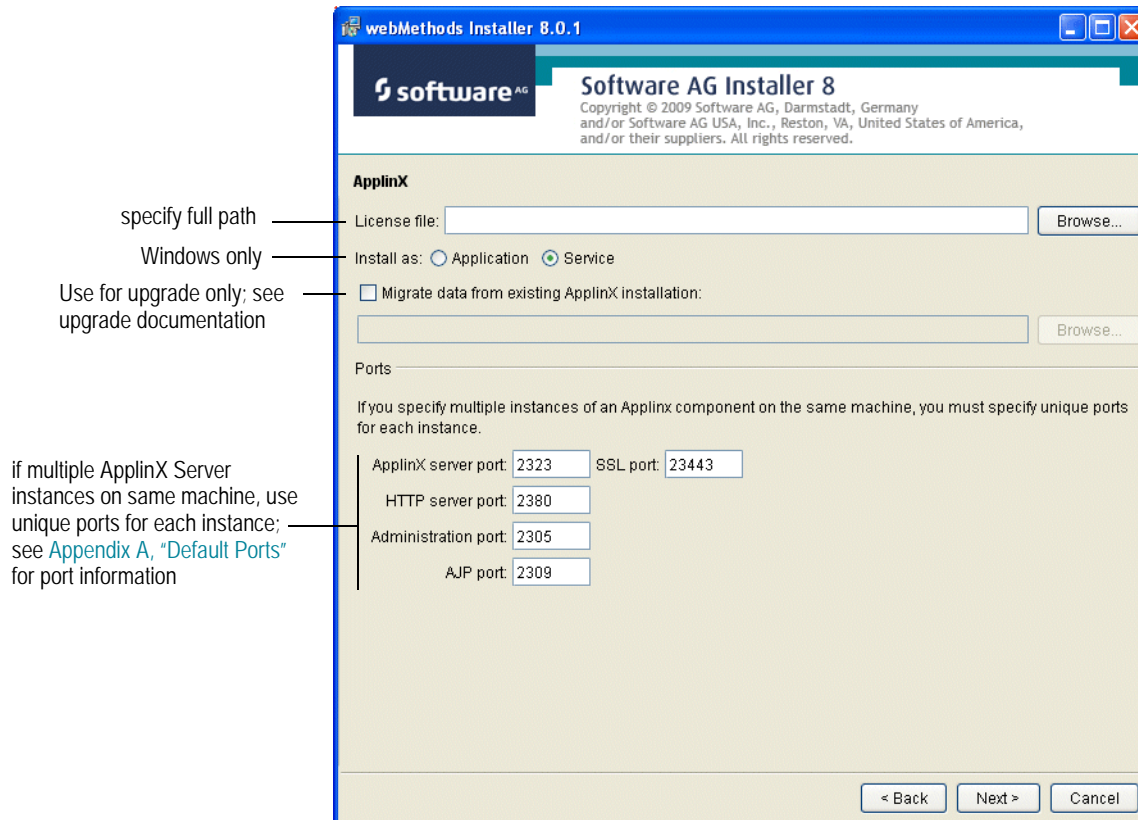 webMethods Installer 8.0.1
software AG
Software AG Installer 8
Copyright © 2009 Software AG, Darmstadt, Germany
and/or Software AG USA, Inc., Reston, VA, United States of America,
and/or their suppliers. All rights reserved.
ApplinX
specify full path
License file:
Browse...
Windows only
Install as: Application Service
Use for upgrade only; see
upgrade documentation
Migrate data from existing ApplinX installation:
Browse...
Ports
If you specify multiple instances of an Applinx component on the same machine, you must specify unique ports
for each instance.
if multiple ApplinX Server
instances on same machine, use
unique ports for each instance;
see Appendix A, “Default Ports”
for port information
ApplinX server port: 2323 SSL port: 23443
HTTP server port: 2380
Administration port: 2305
AJP port: 2309
< Back Next > Cancel